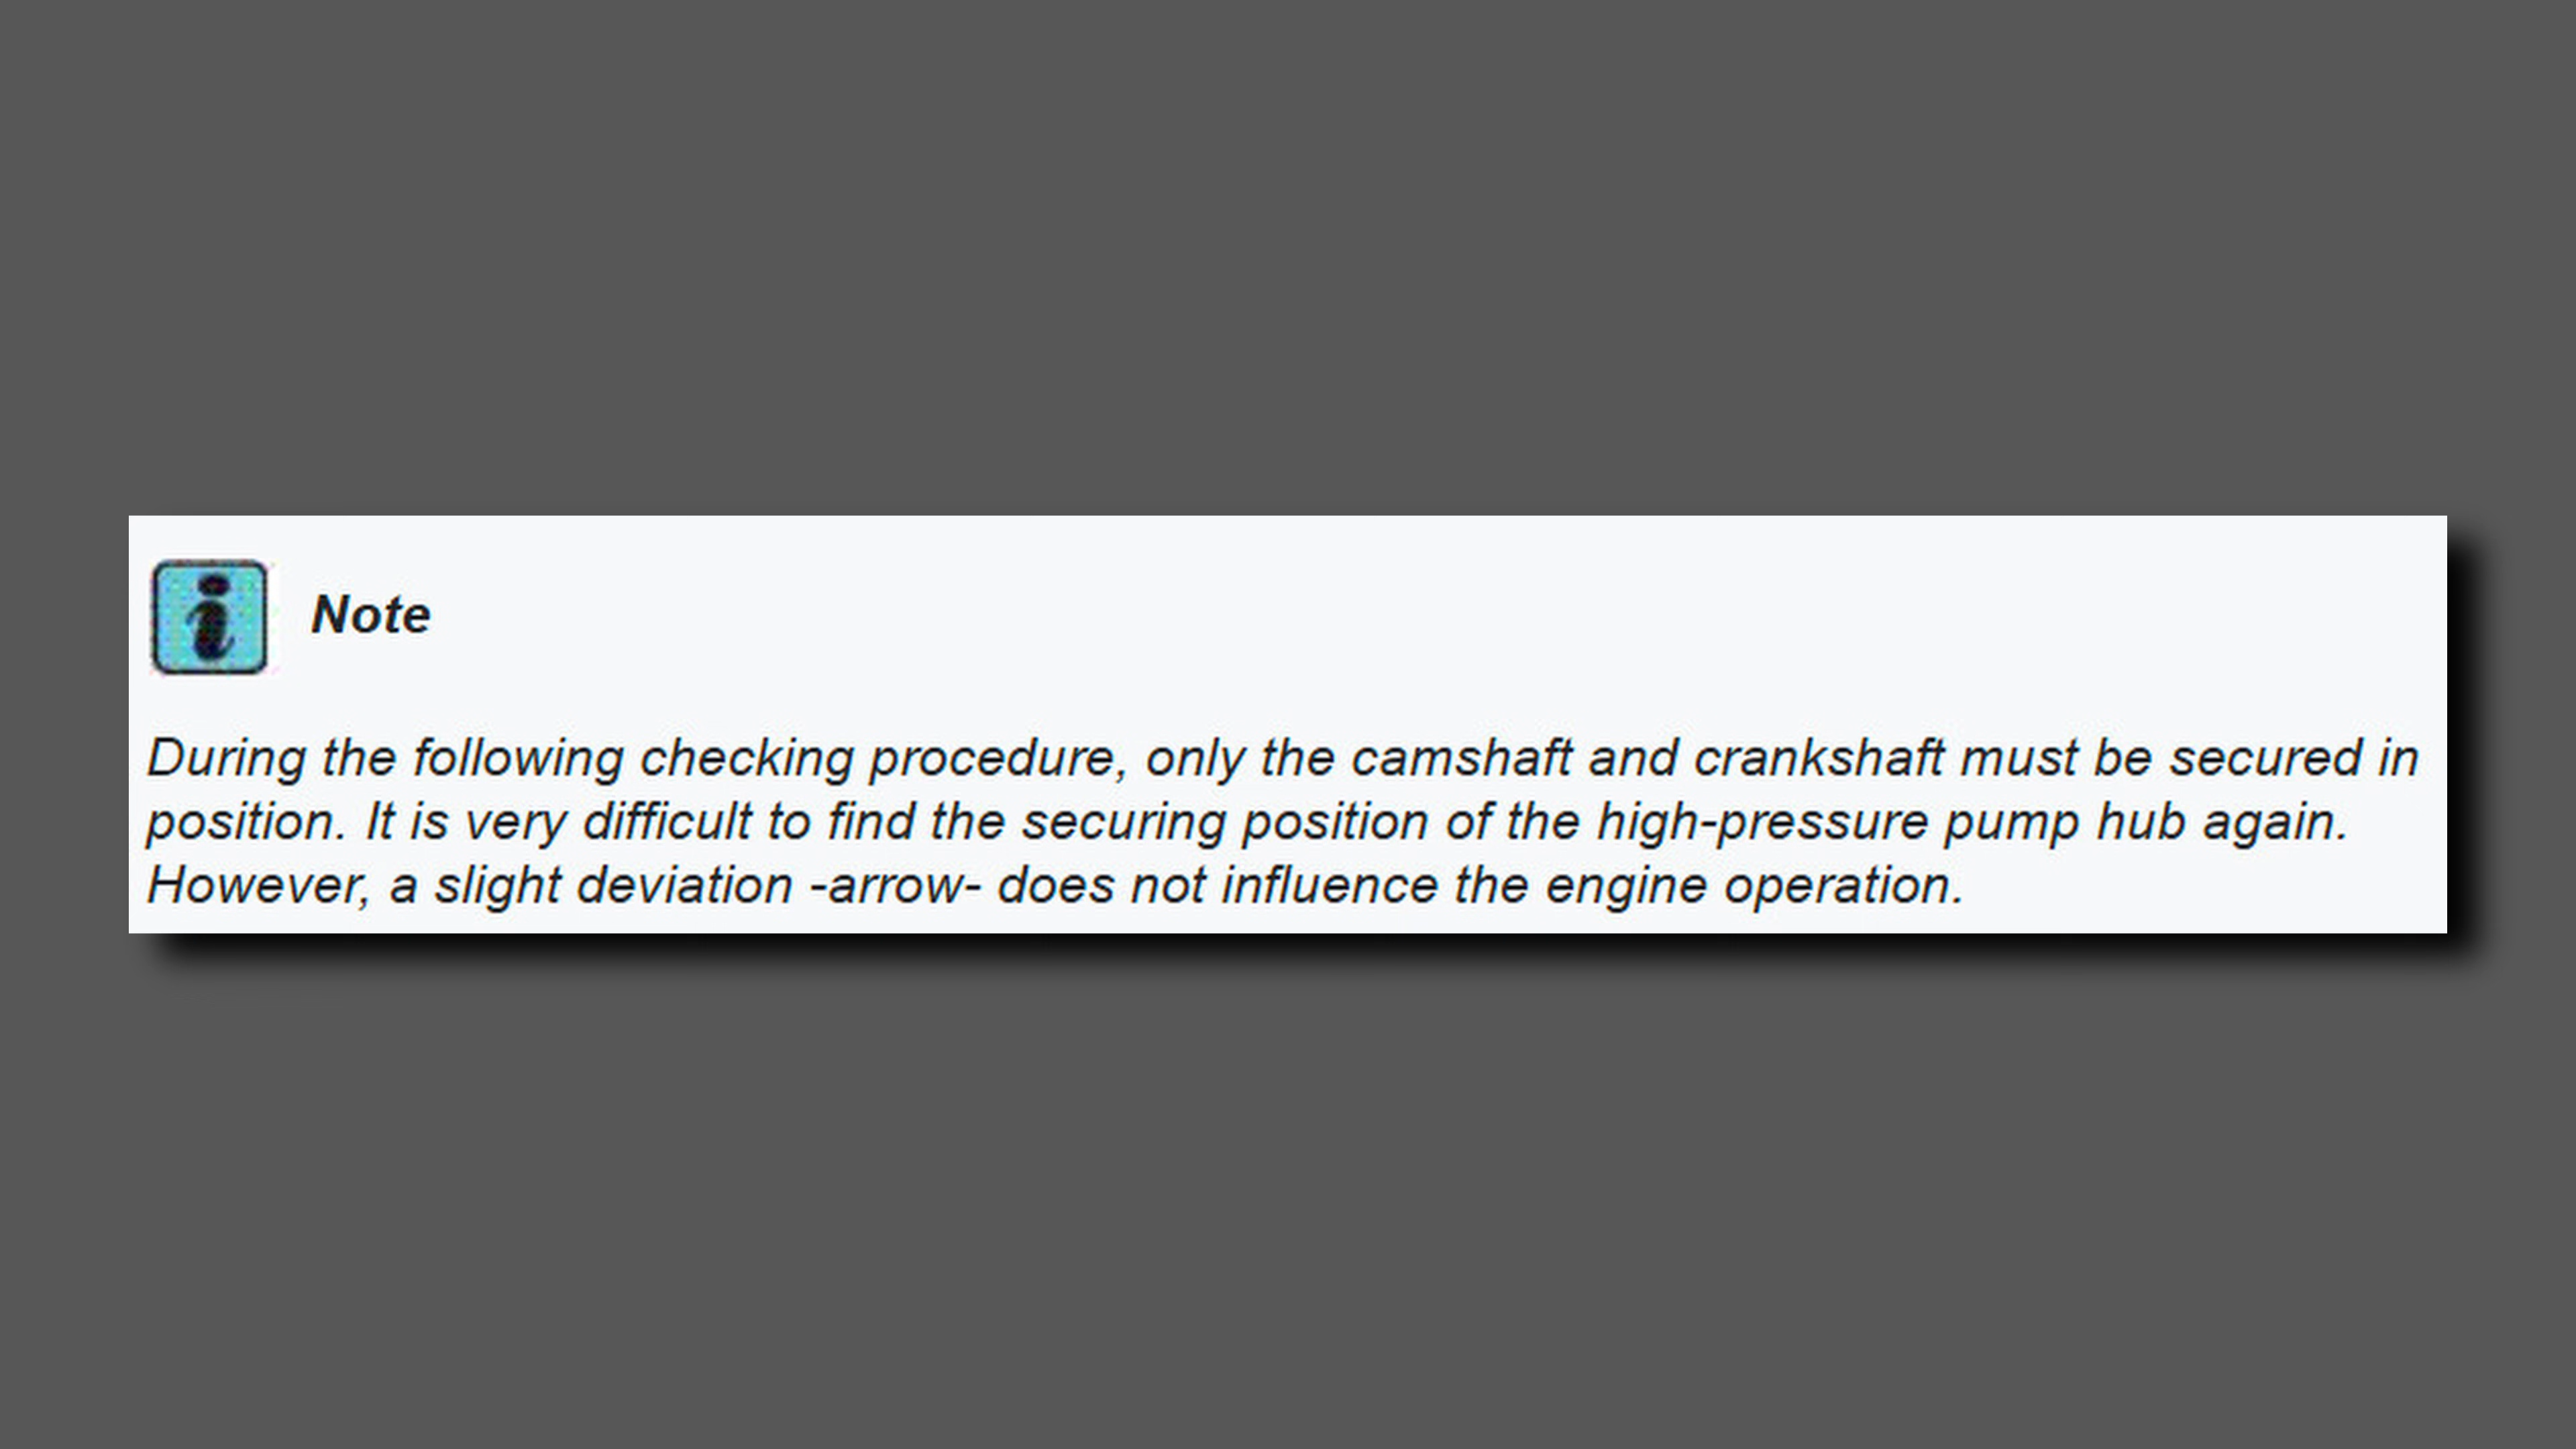 i Note
During the following checking procedure, only the camshaft and crankshaft must be secured in
position. It is very difficult to find the securing position of the high-pressure pump hub again.
However, a slight deviation -arrow- does not influence the engine operation.